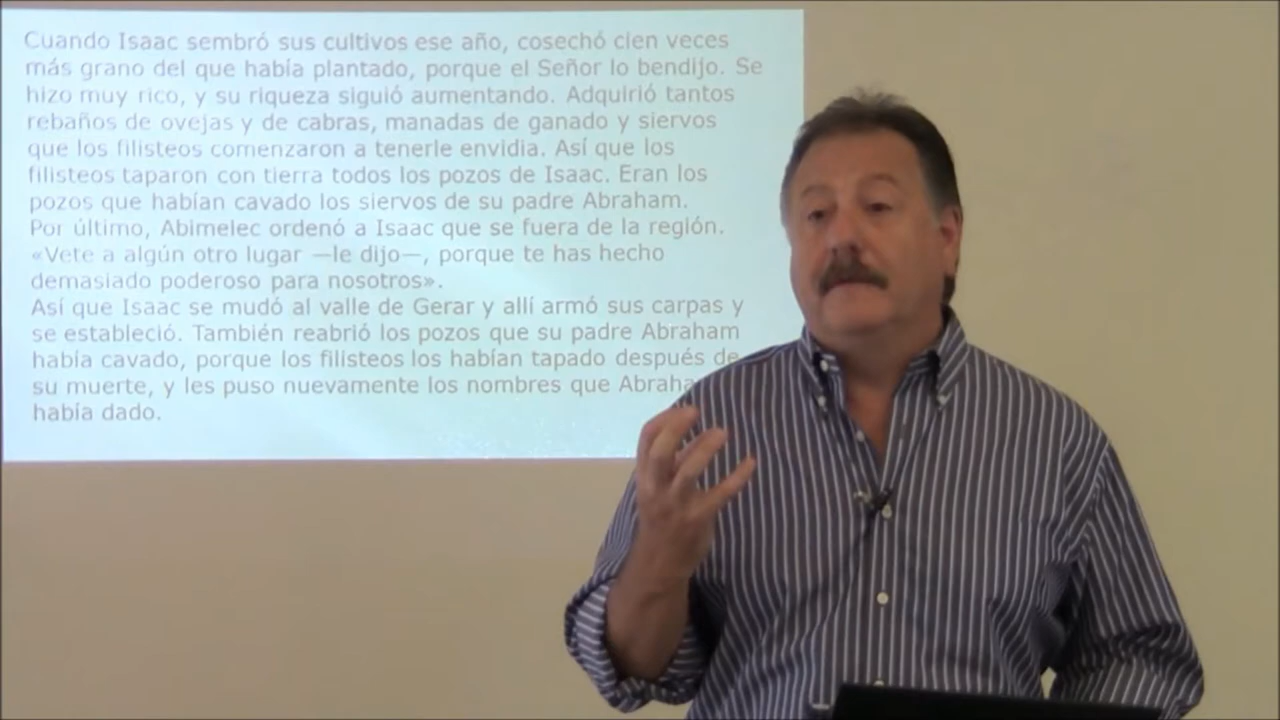 Cuando Isaac sembró sus cultivos ese año, cosechó cien veces
más grano del que había plantado, porque el Señor lo bendijo. Se
hizo muy rico, y su riqueza siguió aumentando. Adquirió tantos
rebaños de ovejas y de cabras, manadas de ganado y siervos
que los filisteos comenzaron a tenerle envidia. Así que los
filisteos taparon con tierra todos los pozos de Isaac. Eran los
pozos que habían cavado los siervos de su padre Abraham.
Por último, Abimelec ordenó a Isaac que se fuera de la región.
«Vete a algún otro lugar —le dijo—, porque te has hecho
demasiado poderoso para nosotros».
Así que Isaac se mudó al valle de Gerar y allí armó sus carpas y
se estableció. También reabrió los pozos que su padre Abraham
había cavado, porque los filisteos los habían tapado después de
su muerte, y les puso nuevamente los nombres que Abraha
había dado.